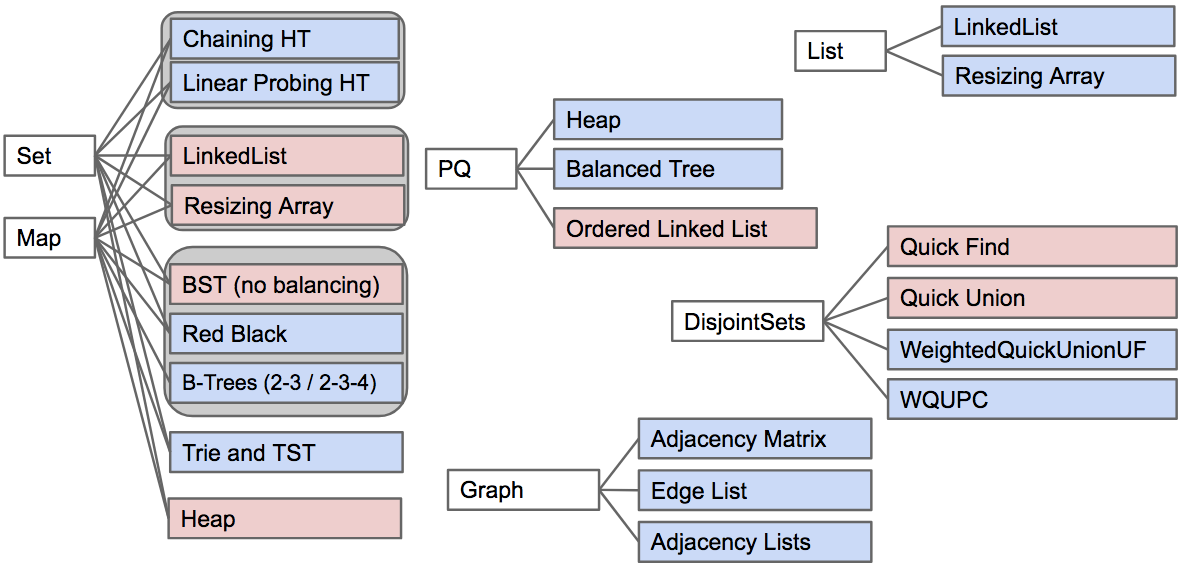 Set
Map
Chaining HT
Linear Probing HT
LinkedList
Resizing Array
BST (no balancing)
Red Black
B-Trees (2-3 / 2-3-4)
Trie and TST
Heap
PQ
Heap
Balanced Tree
Ordered Linked List
List
LinkedList
Resizing Array
DisjointSets
Quick Find
Quick Union
WeightedQuickUnionUF
WQUPC
Graph
Adjacency Matrix
Edge List
Adjacency Lists